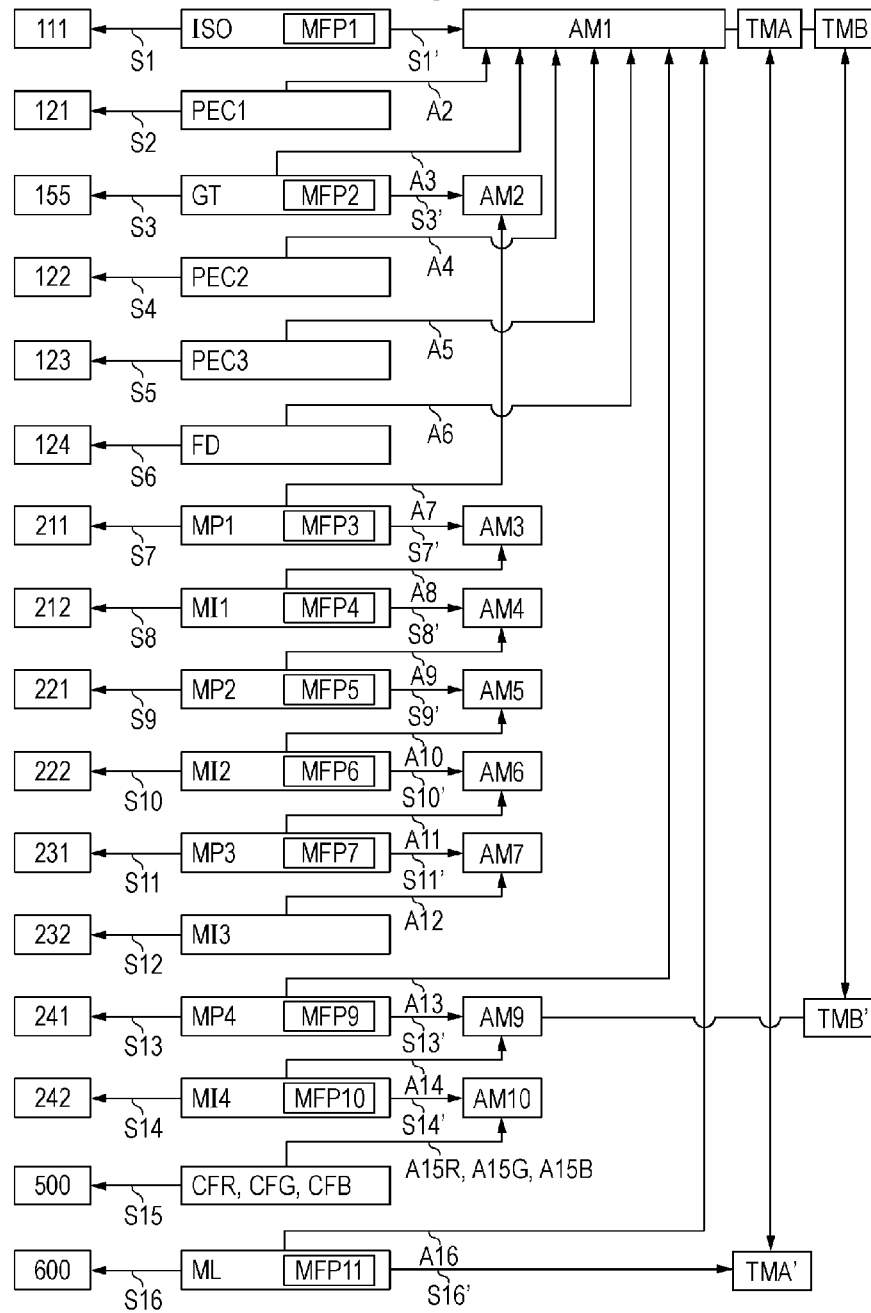 111 ISO MFP1 AM1 TMA TMB
S1 S1’
121 PEC1 A2
S2
155 GT MFP2 A3 AM2
S3 S3’
122 PEC2 A4
S4
123 PEC3 A5
S5
124 FD A6
S6
211 MP1 MFP3 A7 AM3
S7 S7’
212 MI1 MFP4 A8 AM4
S8 S8’
221 MP2 MFP5 A9 AM5
S9 S9’
222 MI2 MFP6 A10 AM6
S10 S10’
231 MP3 MFP7 A11 AM7
S11 S11’
232 MI3 A12
S12
241 MP4 MFP9 A13 AM9 TMB’
S13 S13’
242 MI4 MFP10 A14 AM10
S14 S14’
500 CFR, CFG, CFB A15R, A15G, A15B
S15
600 ML MFP11 A16 TMA’
S16 S16’